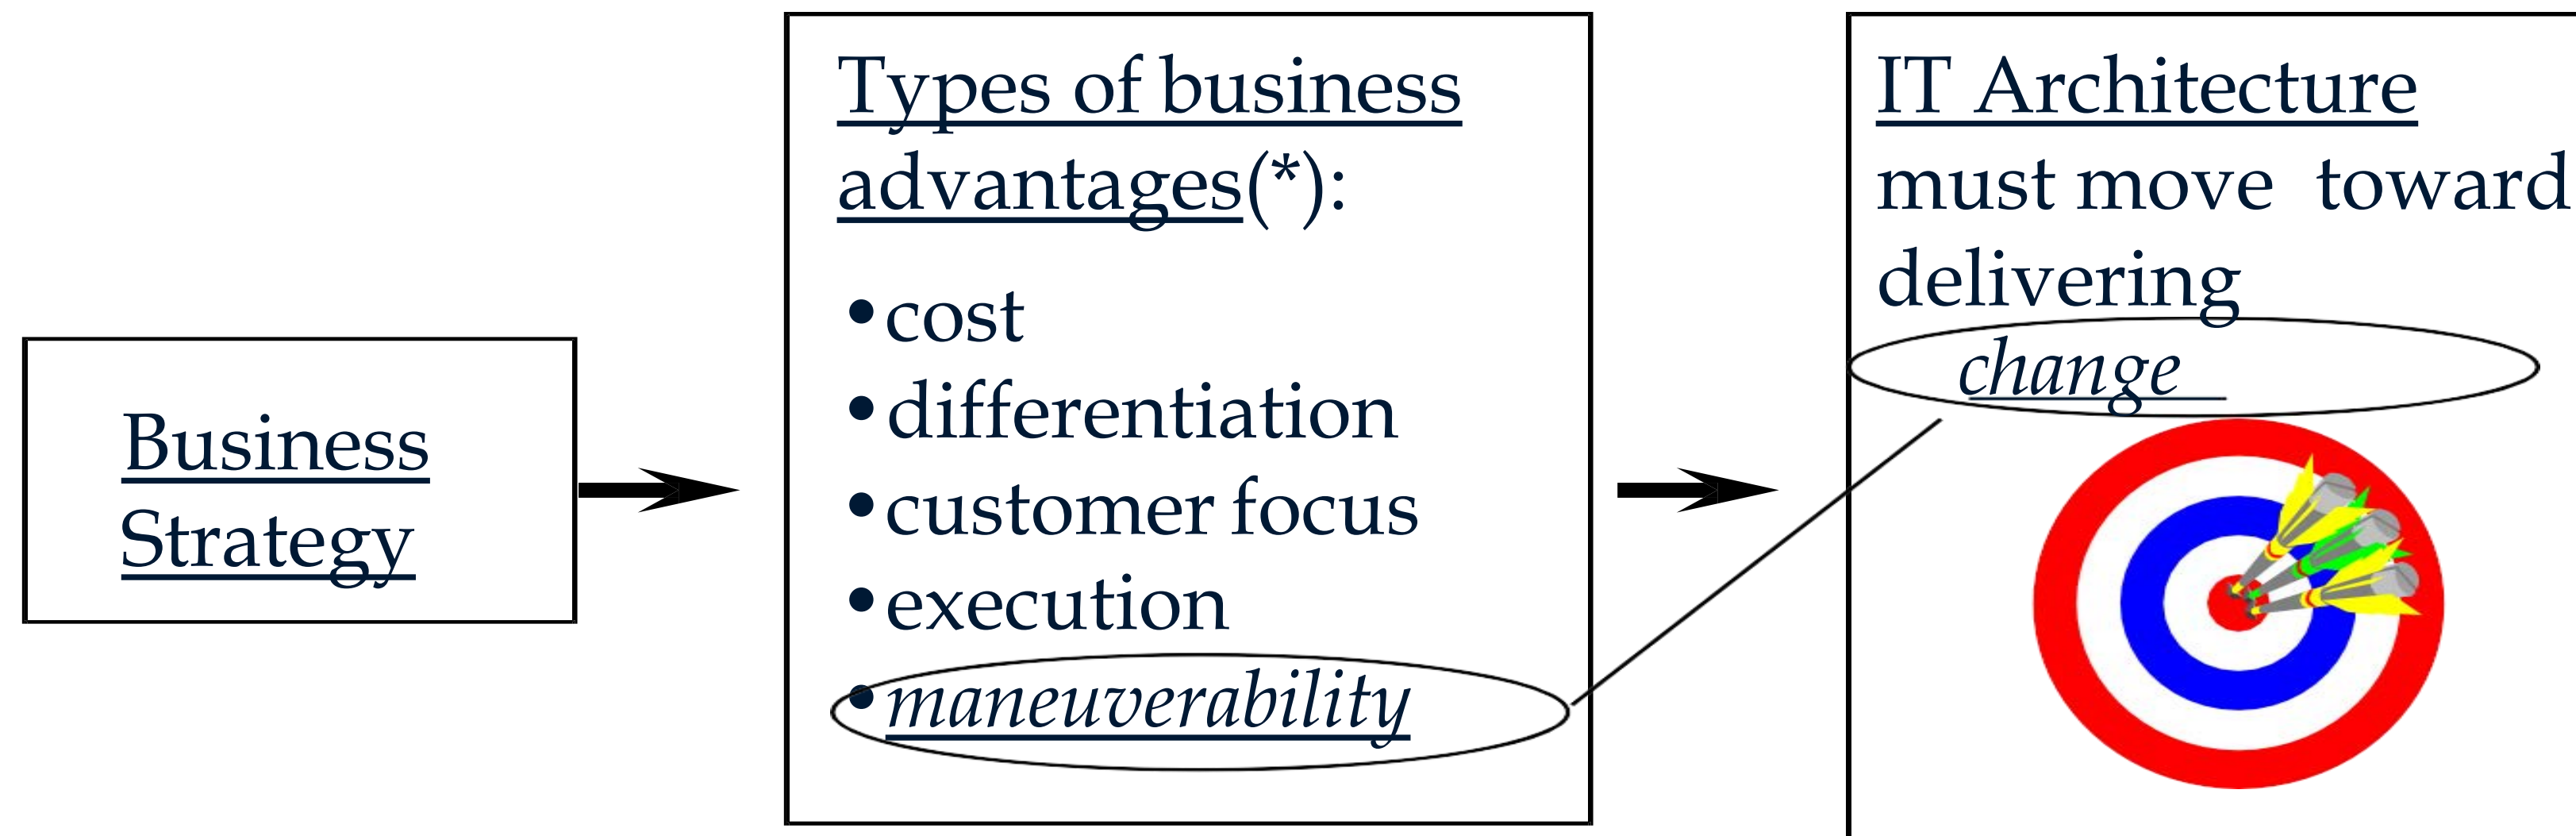 Business
Strategy
Types of business
advantages(*):
•cost
•differentiation
•customer focus
•execution
•maneuverability
IT Architecture
must move toward
delivering
change